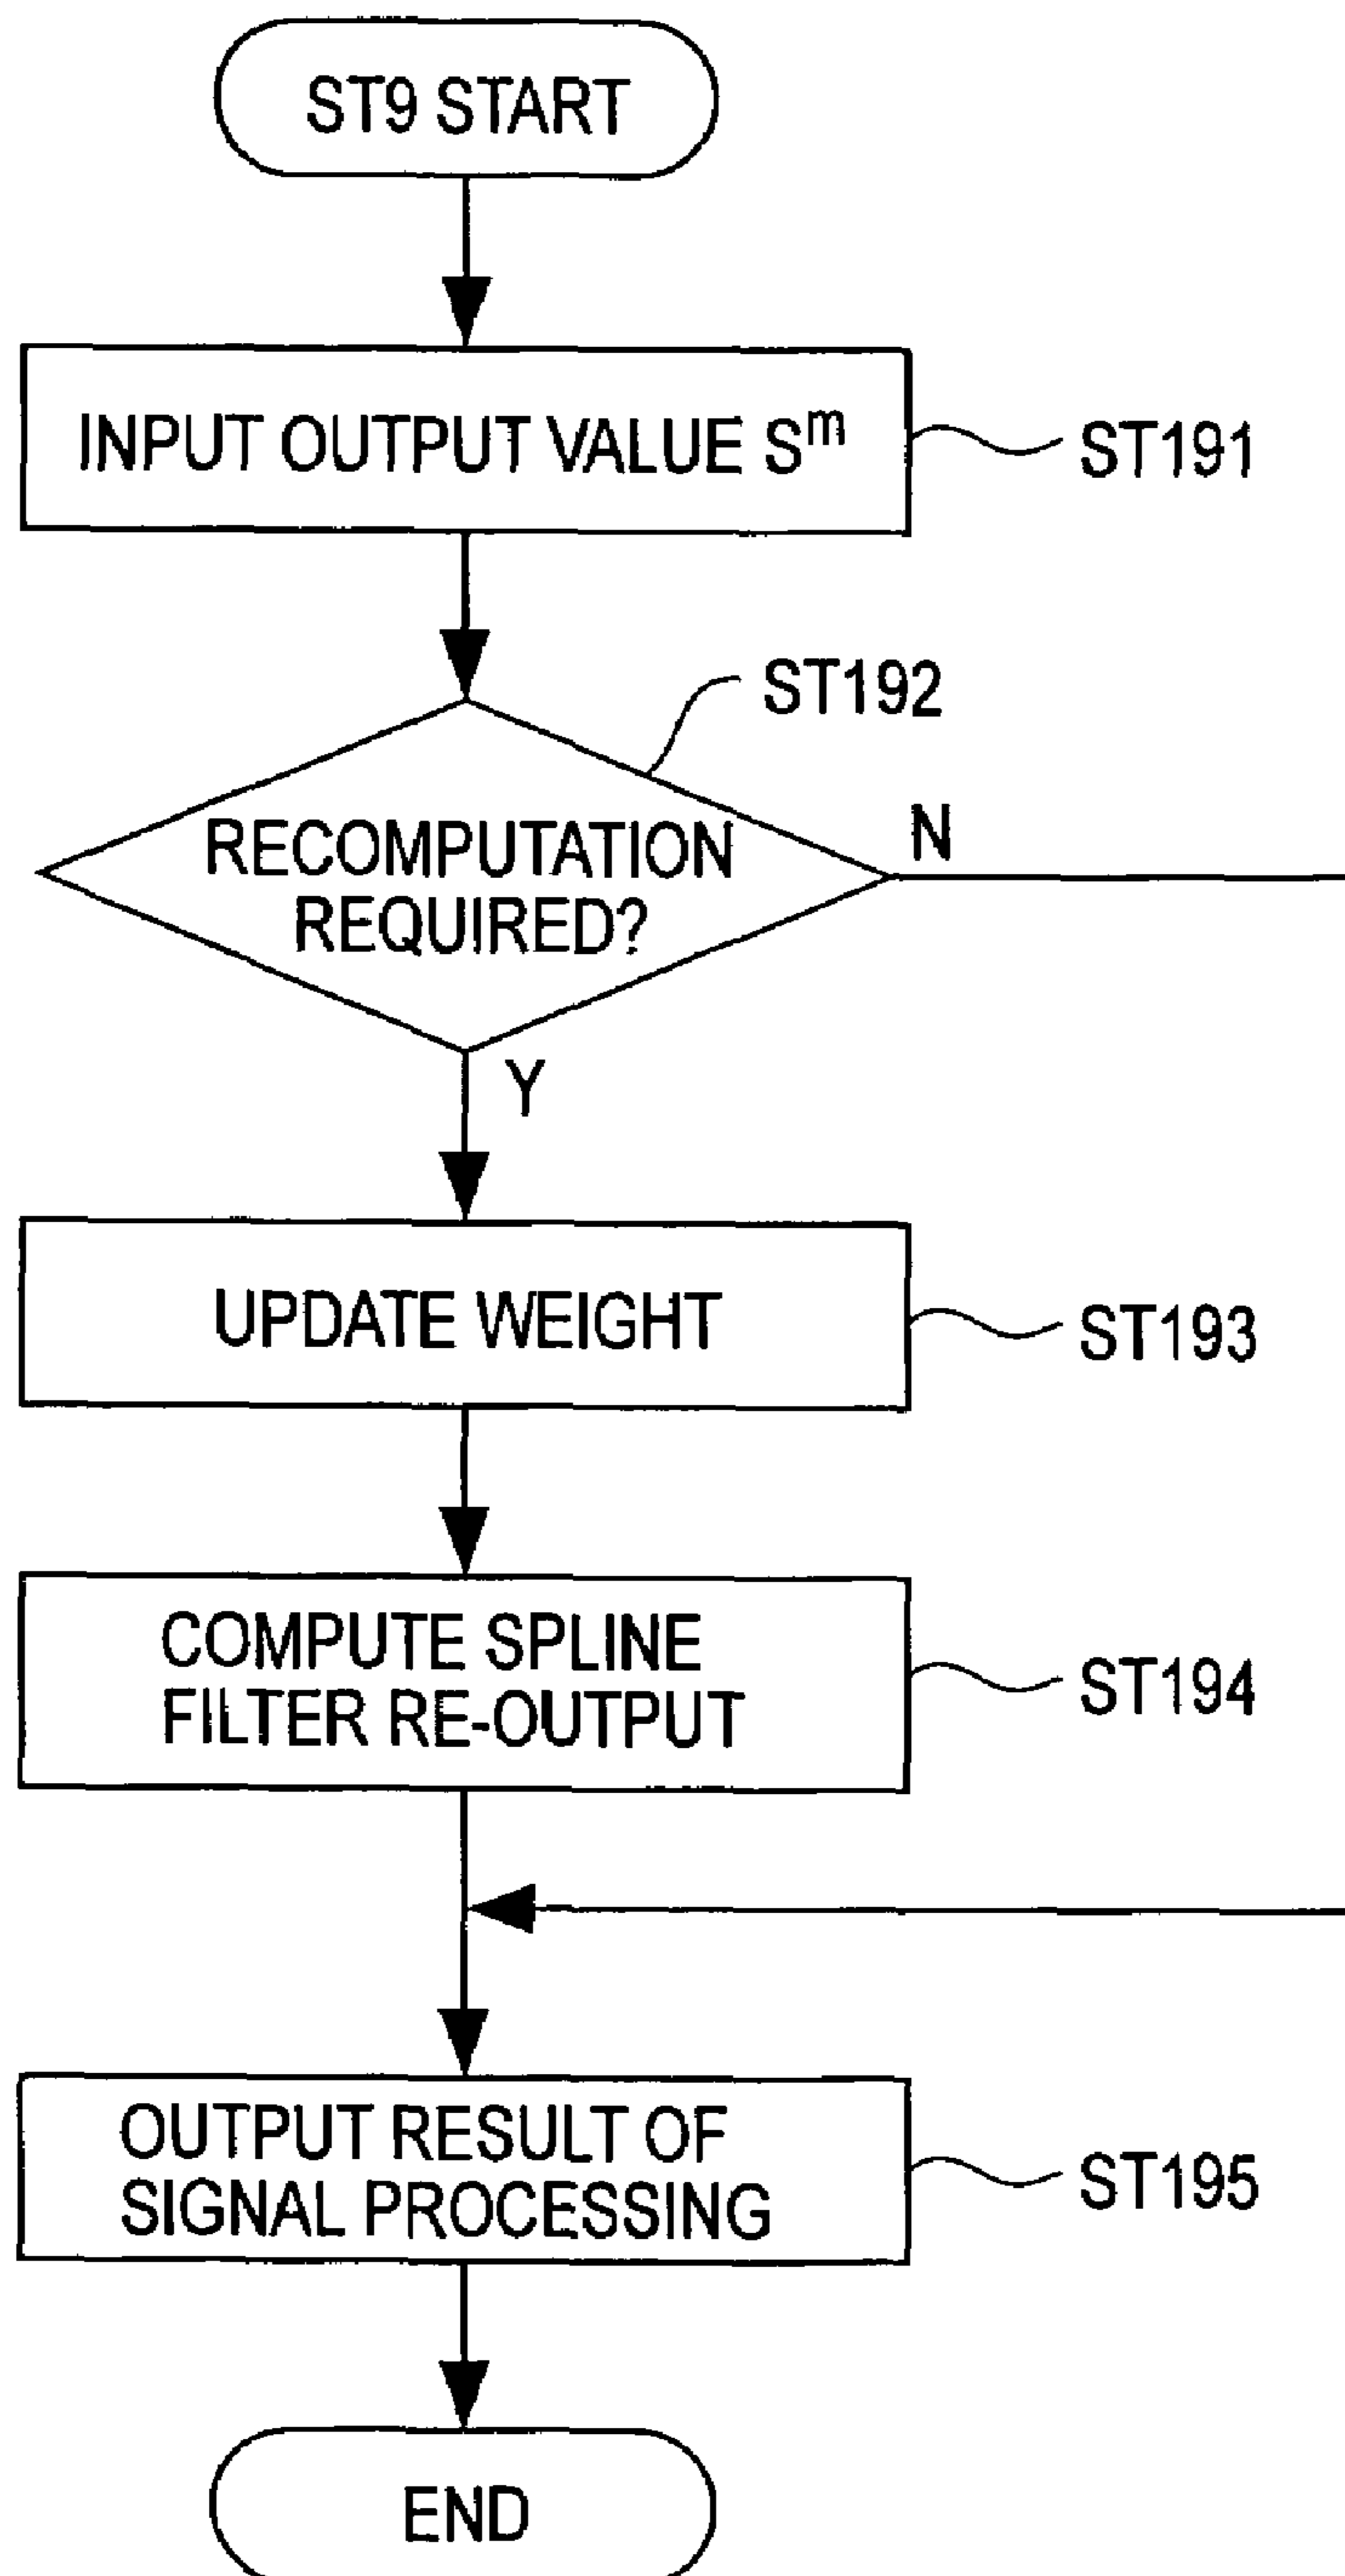 ST9 START
INPUT OUTPUT VALUE Sᵐ
ST191
ST192
RECOMPUTATION
REQUIRED?
N
Y
UPDATE WEIGHT
ST193
COMPUTE SPLINE
FILTER RE-OUTPUT
ST194
OUTPUT RESULT OF
SIGNAL PROCESSING
ST195
END